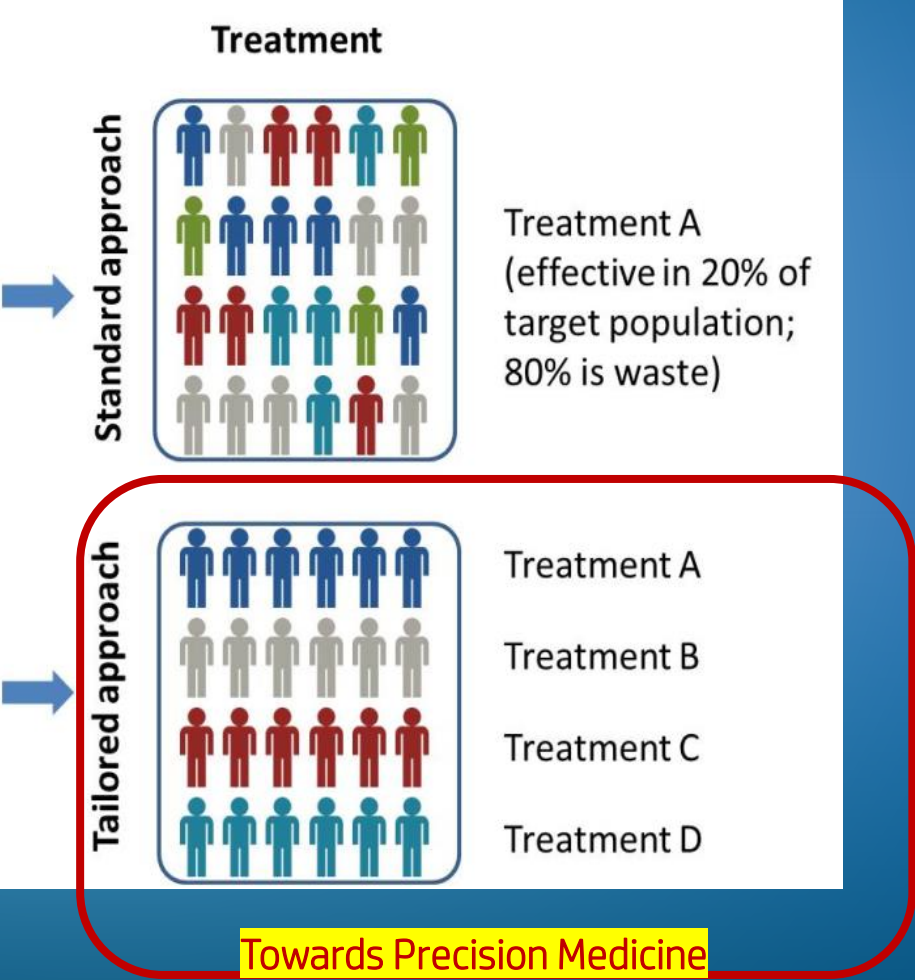 Treatment
Standard approach
Treatment A
(effective in 20% of
target population;
80% is waste)
Tailored approach
Treatment A
Treatment B
Treatment C
Treatment D
Towards Precision Medicine